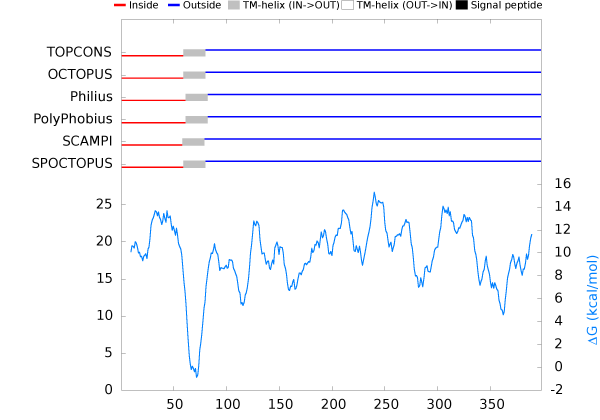 Inside Outside TM-helix (IN->OUT) TM-helix (OUT->IN) Signal peptide
TOPCONS
OCTOPUS
Philius
PolyPhobius
SCAMPI
SPOCTOPUS
25
20
15
10
5
0
16
14
12
10
8
6
4
2
0
-2
ΔG (kcal/mol)
50 100 150 200 250 300 350